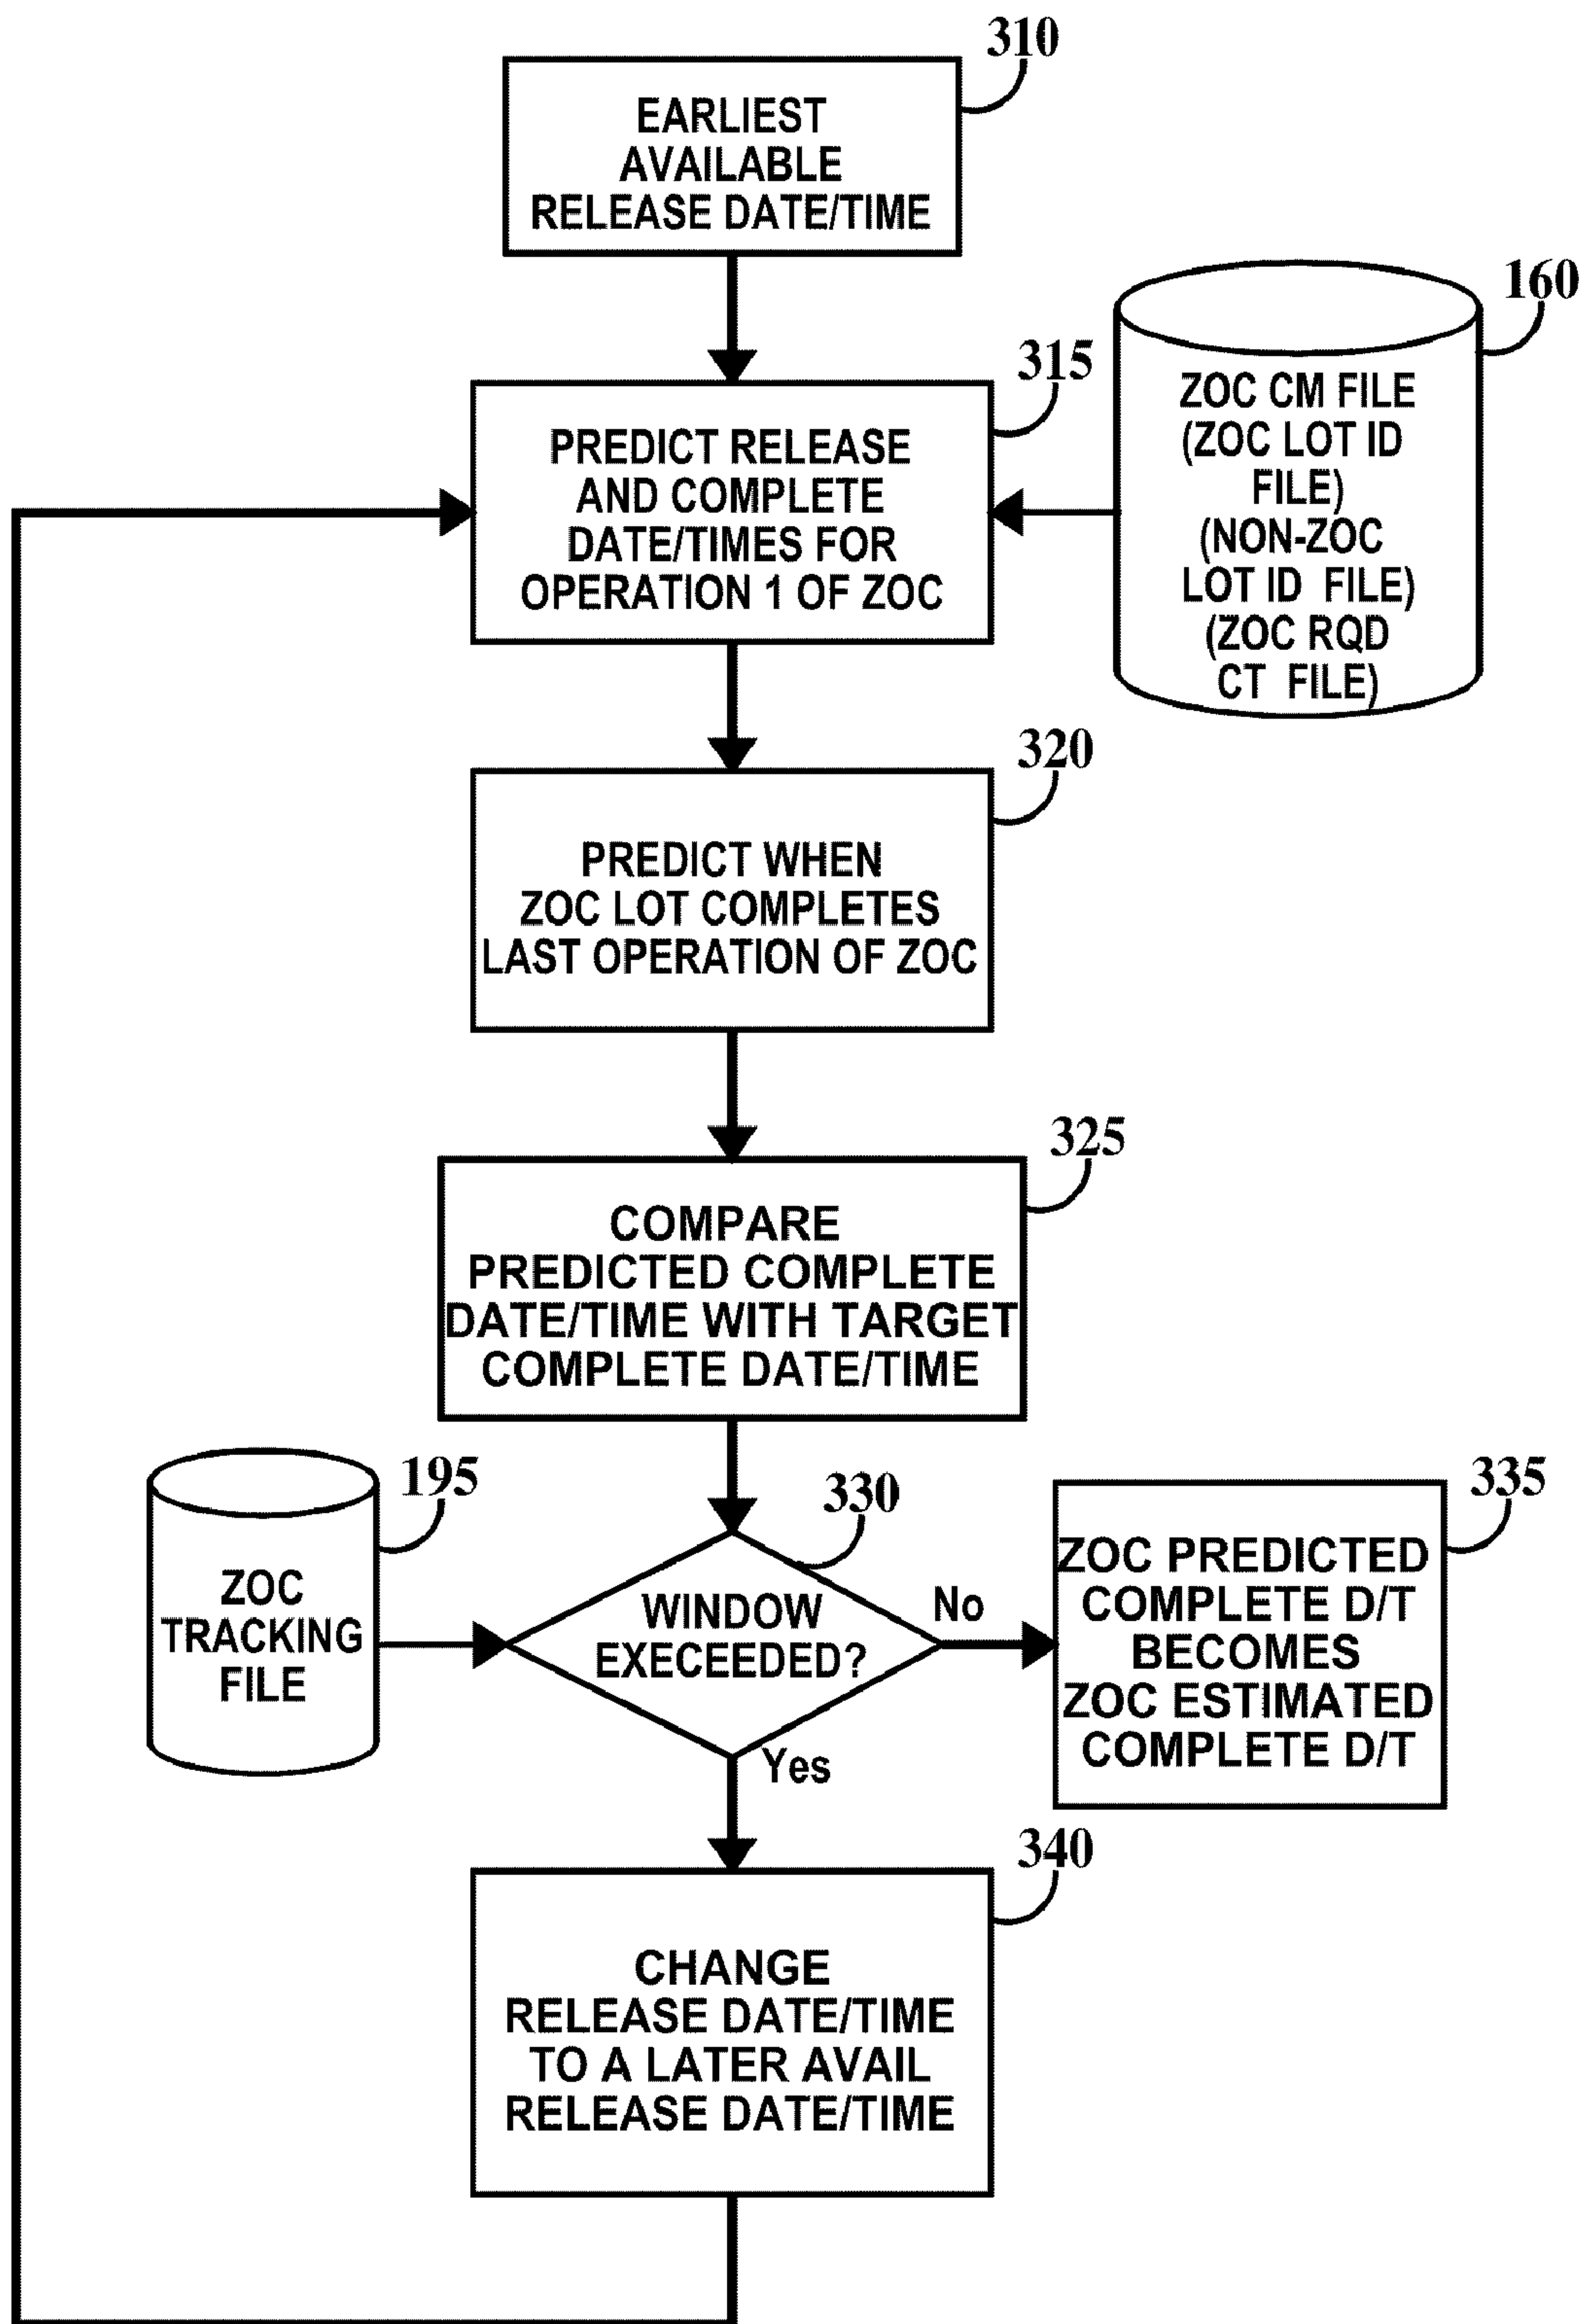 310
EARLIEST
AVAILABLE
RELEASE DATE/TIME
160
ZOC CM FILE
(ZOC LOT ID
FILE)
(NON-ZOC
LOT ID FILE)
(ZOC RQD
CT FILE)
315
PREDICT RELEASE
AND COMPLETE
DATE/TIMES FOR
OPERATION 1 OF ZOC
320
PREDICT WHEN
ZOC LOT COMPLETES
LAST OPERATION OF ZOC
325
COMPARE
PREDICTED COMPLETE
DATE/TIME WITH TARGET
COMPLETE DATE/TIME
195
ZOC
TRACKING
FILE
330
WINDOW
EXECEEDED?
No
Yes
335
ZOC PREDICTED
COMPLETE D/T
BECOMES
ZOC ESTIMATED
COMPLETE D/T
340
CHANGE
RELEASE DATE/TIME
TO A LATER AVAIL
RELEASE DATE/TIME